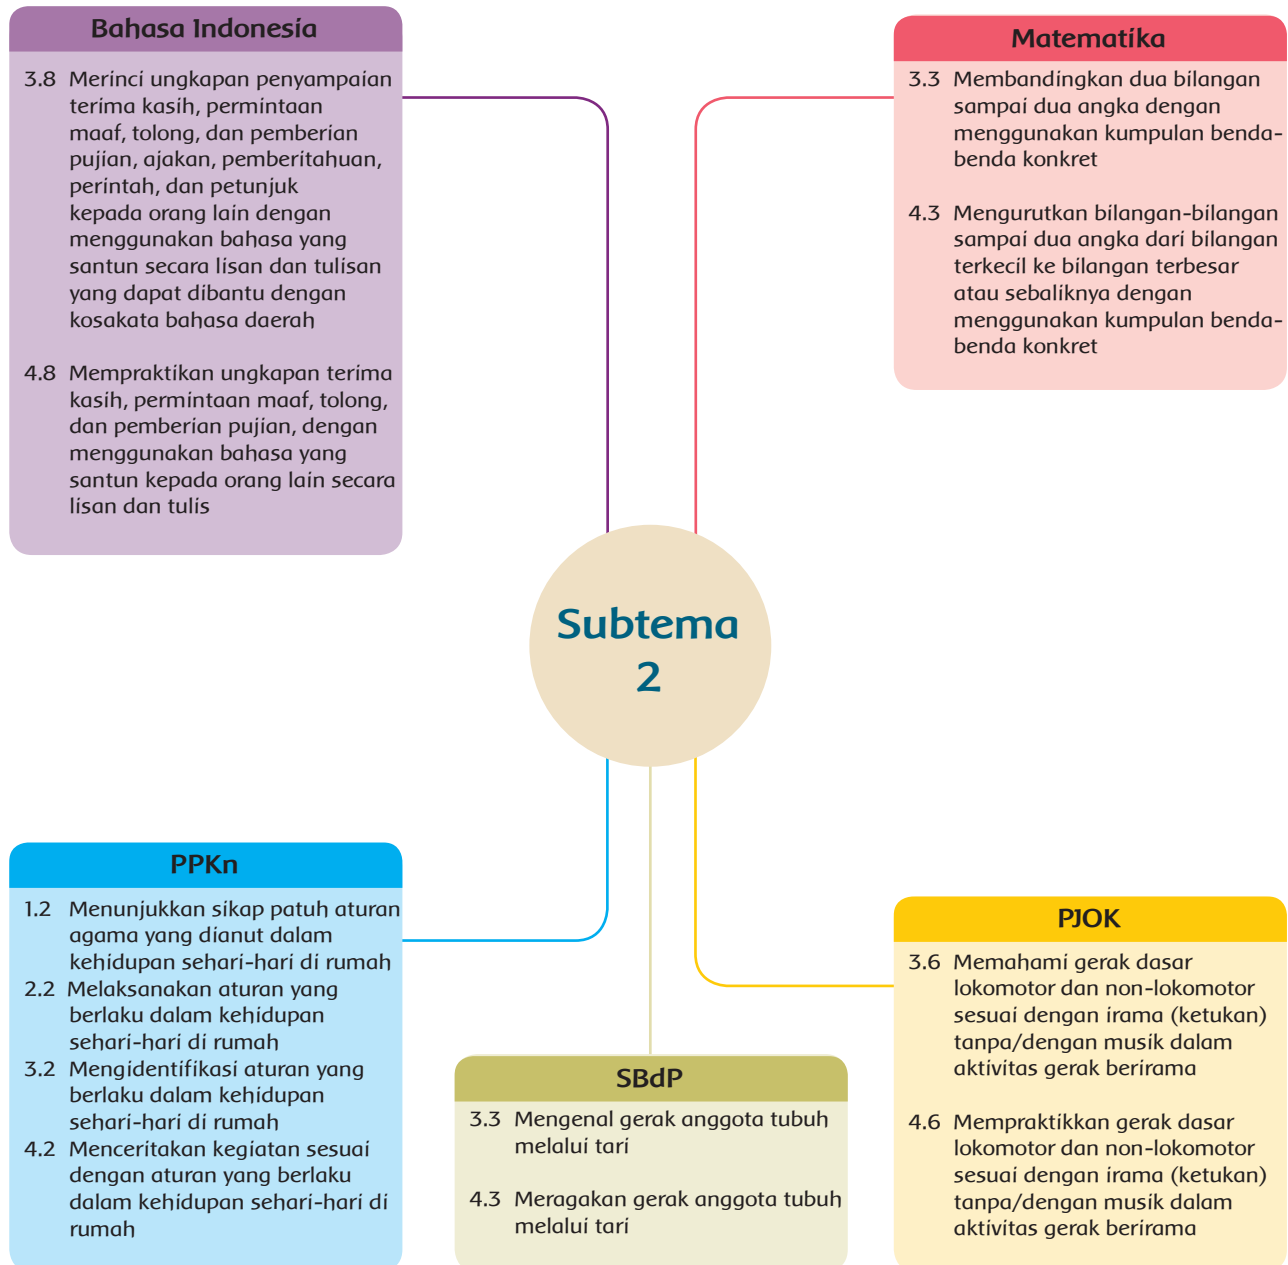 Bahasa Indonesia
3.8 Merinci ungkapan penyampaian
terima kasih, permintaan
maaf, tolong, dan pemberian
pujian, ajakan, pemberitahuan,
perintah, dan petunjuk
kepada orang lain dengan
menggunakan bahasa yang
santun secara lisan dan tulisan
yang dapat dibantu dengan
kosakata bahasa daerah
4.8 Mempraktikan ungkapan terima
kasih, permintaan maaf, tolong,
dan pemberian pujian, dengan
menggunakan bahasa yang
santun kepada orang lain secara
lisan dan tulis
Matematika
3.3 Membandingkan dua bilangan
sampai dua angka dengan
menggunakan kumpulan benda-
benda konkret
4.3 Mengurutkan bilangan-bilangan
sampai dua angka dari bilangan
terkecil ke bilangan terbesar
atau sebaliknya dengan
menggunakan kumpulan benda-
benda konkret
Subtema
2
PPKn
1.2 Menunjukkan sikap patuh aturan
agama yang dianut dalam
kehidupan sehari-hari di rumah
2.2 Melaksanakan aturan yang
berlaku dalam kehidupan
sehari-hari di rumah
3.2 Mengidentifikasi aturan yang
berlaku dalam kehidupan
sehari-hari di rumah
4.2 Menceritakan kegiatan sesuai
dengan aturan yang berlaku
dalam kehidupan sehari-hari di
rumah
SBdP
3.3 Mengenal gerak anggota tubuh
melalui tari
4.3 Meragakan gerak anggota tubuh
melalui tari
PJOK
3.6 Memahami gerak dasar
lokomotor dan non-lokomotor
sesuai dengan irama (ketukan)
tanpa/dengan musik dalam
aktivitas gerak berirama
4.6 Mempraktikkan gerak dasar
lokomotor dan non-lokomotor
sesuai dengan irama (ketukan)
tanpa/dengan musik dalam
aktivitas gerak berirama